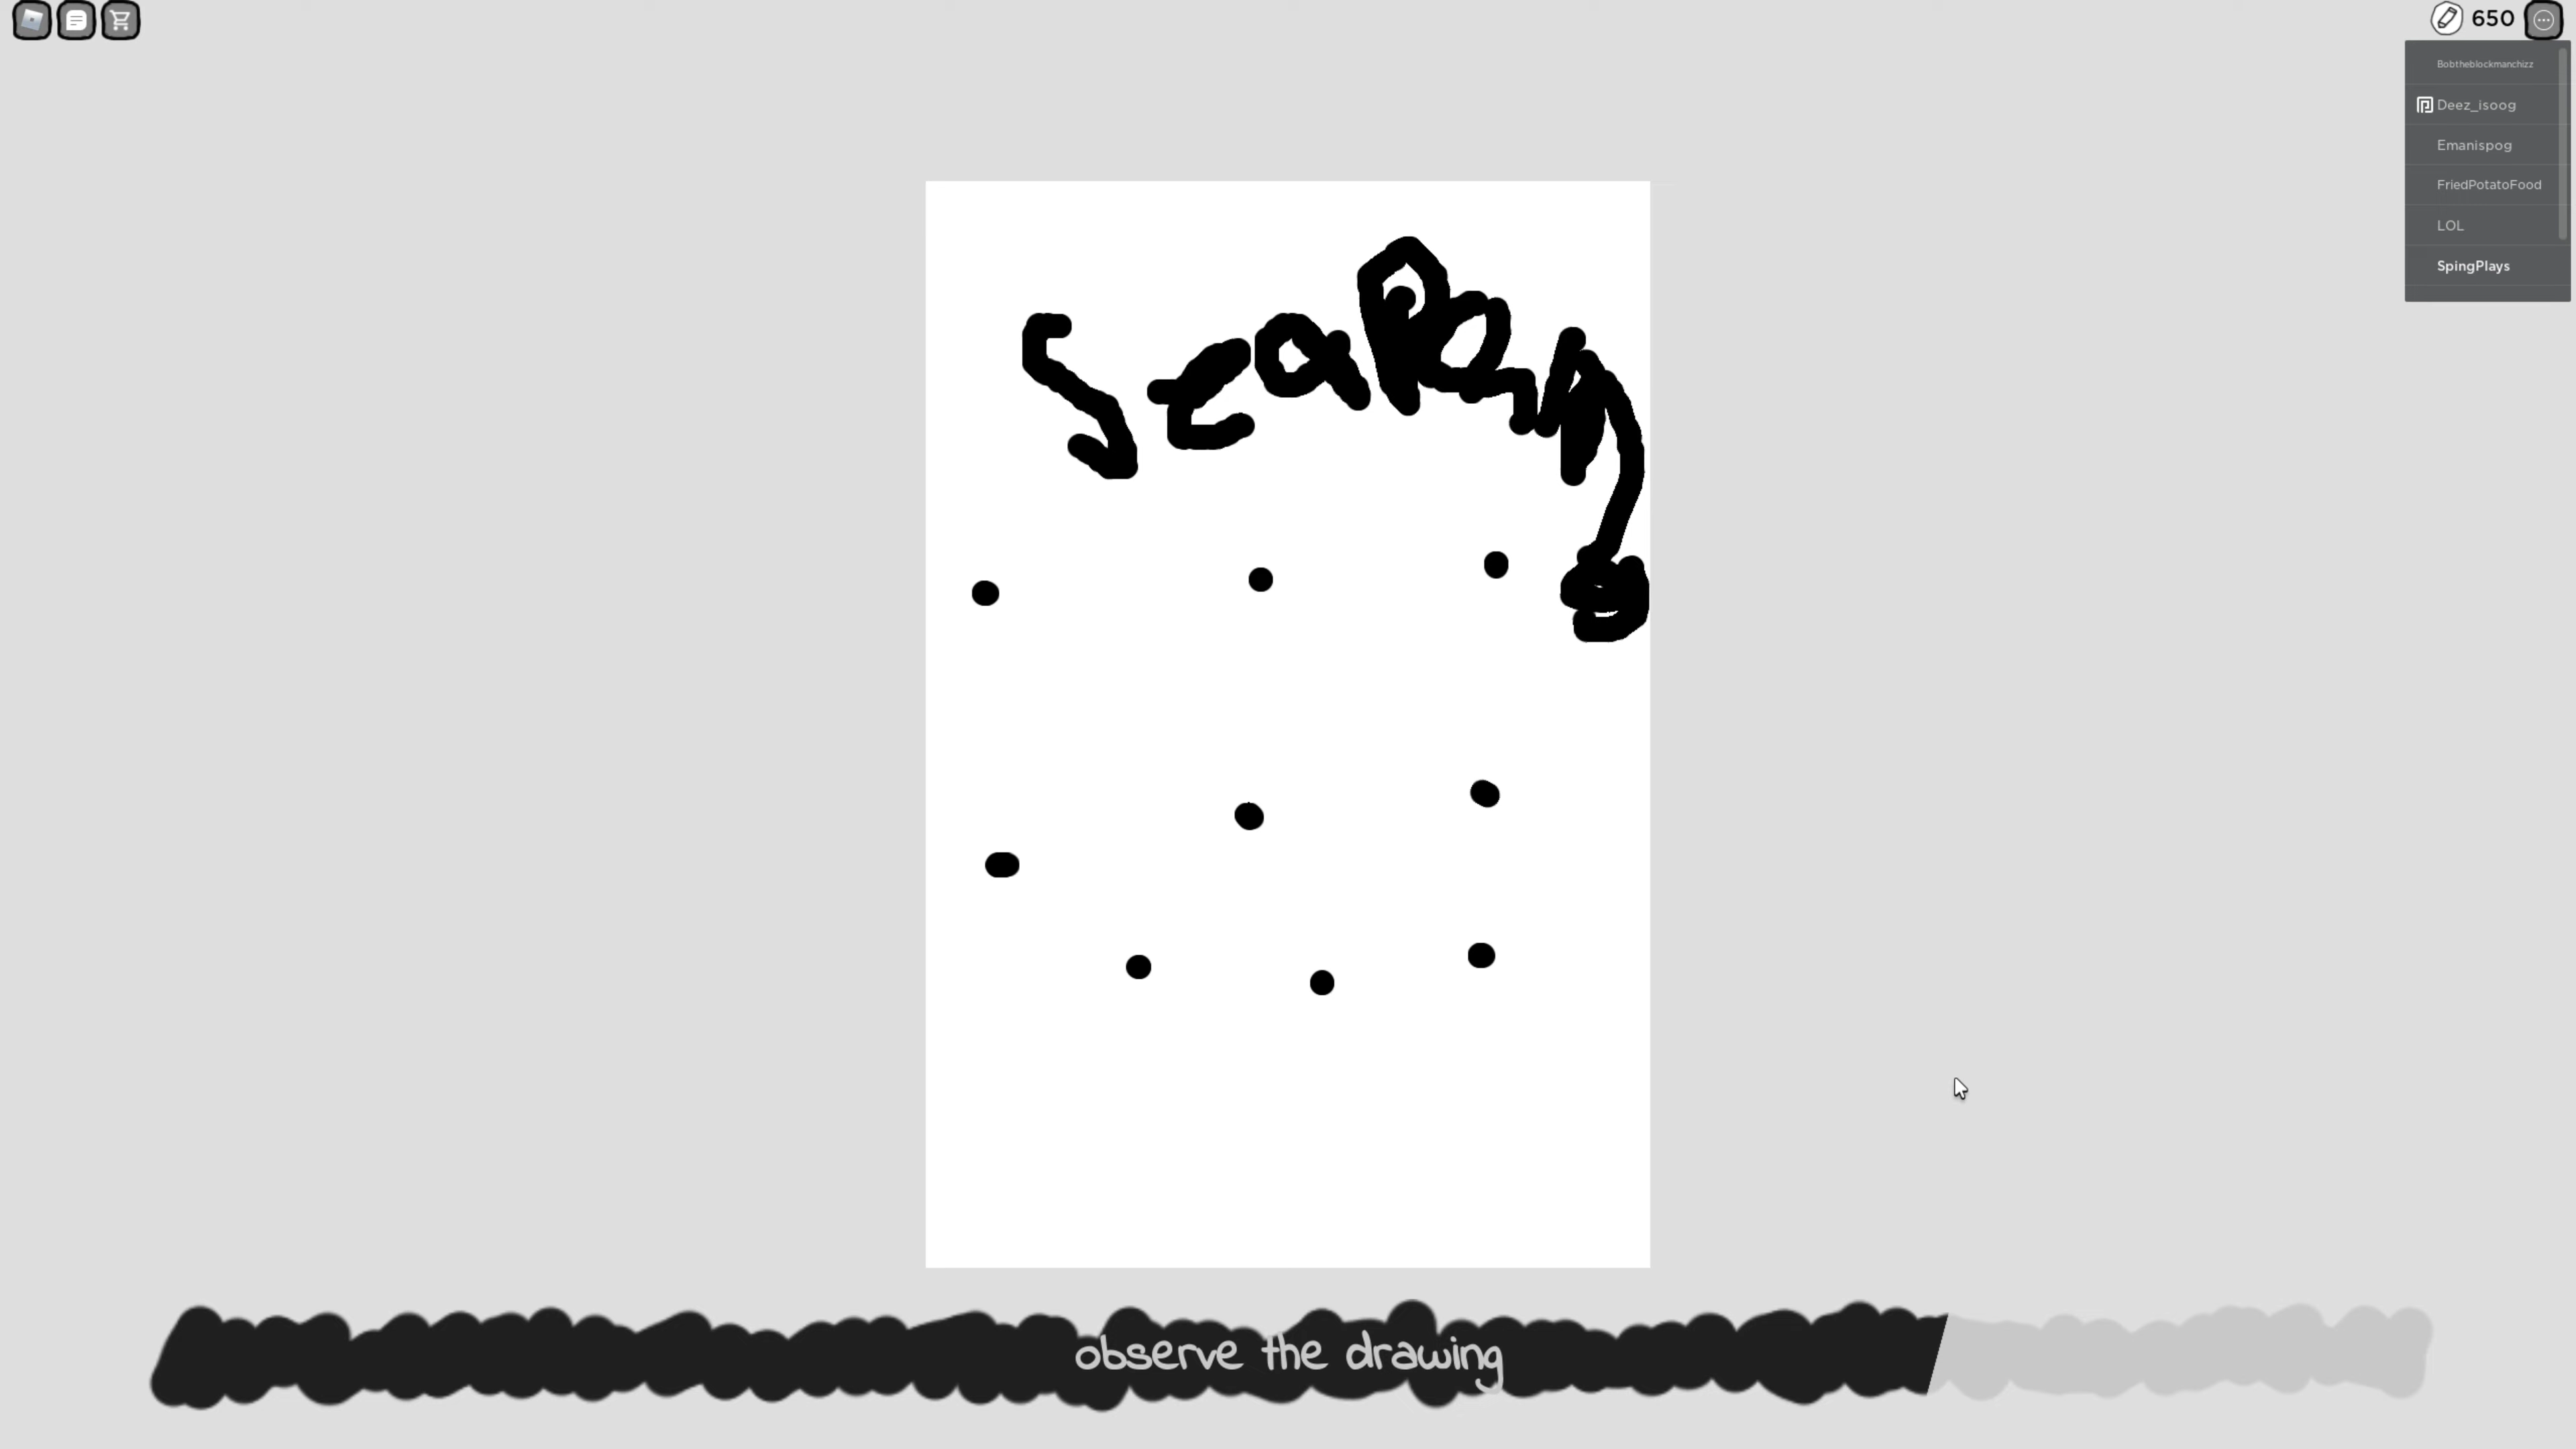 650
Bobtheblockmanchizz
Deez_isoog
Emanispog
FriedPotatoFood
LOL
SpingPlays
observe the drawing